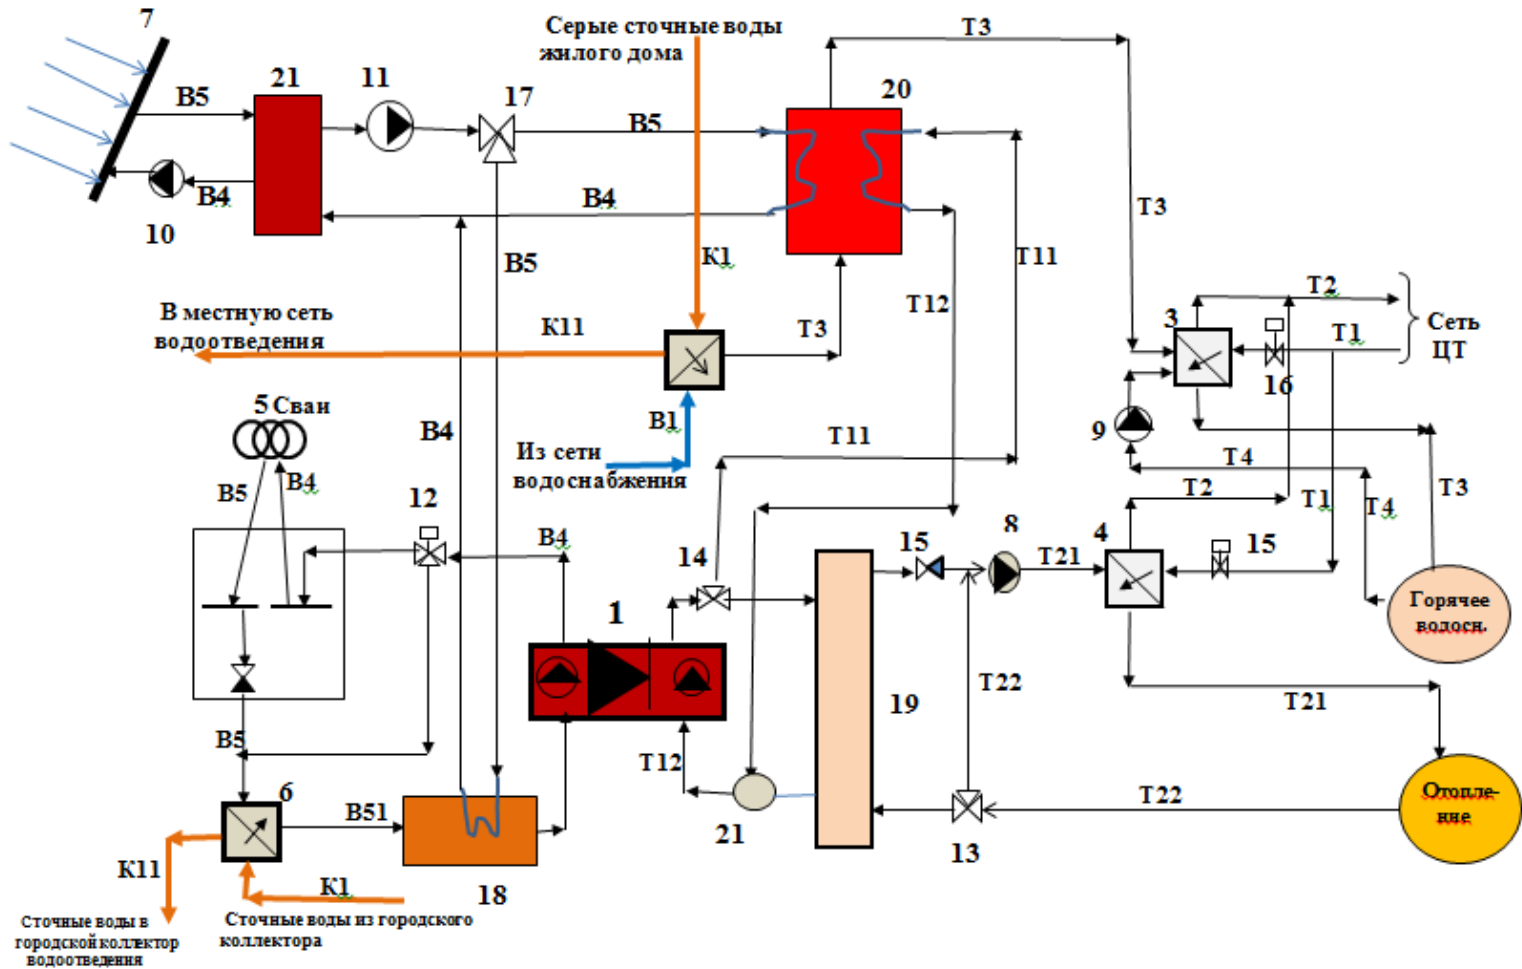 7
Серые сточные воды
жилого дома
Т3
21
11
17
20
В5
В5
В4
10
В4
Т3
В5
К1
Т11
Т12
Т2
Сеть
ЦТ
Т1
3
16
В местную сеть
водоотведения
К11
Т3
5 Сваи
В1
Из сети
водоснабжения
В4
Т11
9
Т4
Т2
Т1
Т4
Т3
В5
В4
12
В4
14
15
8
Т21
4
15
1
Горячее
водосн.
Т22
19
Т21
В5
Т12
6
В51
21
13
Т22
Отопле-
ние
К11
К1
18
Сточные воды в
городской коллектор
водоотведения
Сточные воды из городского
коллектора